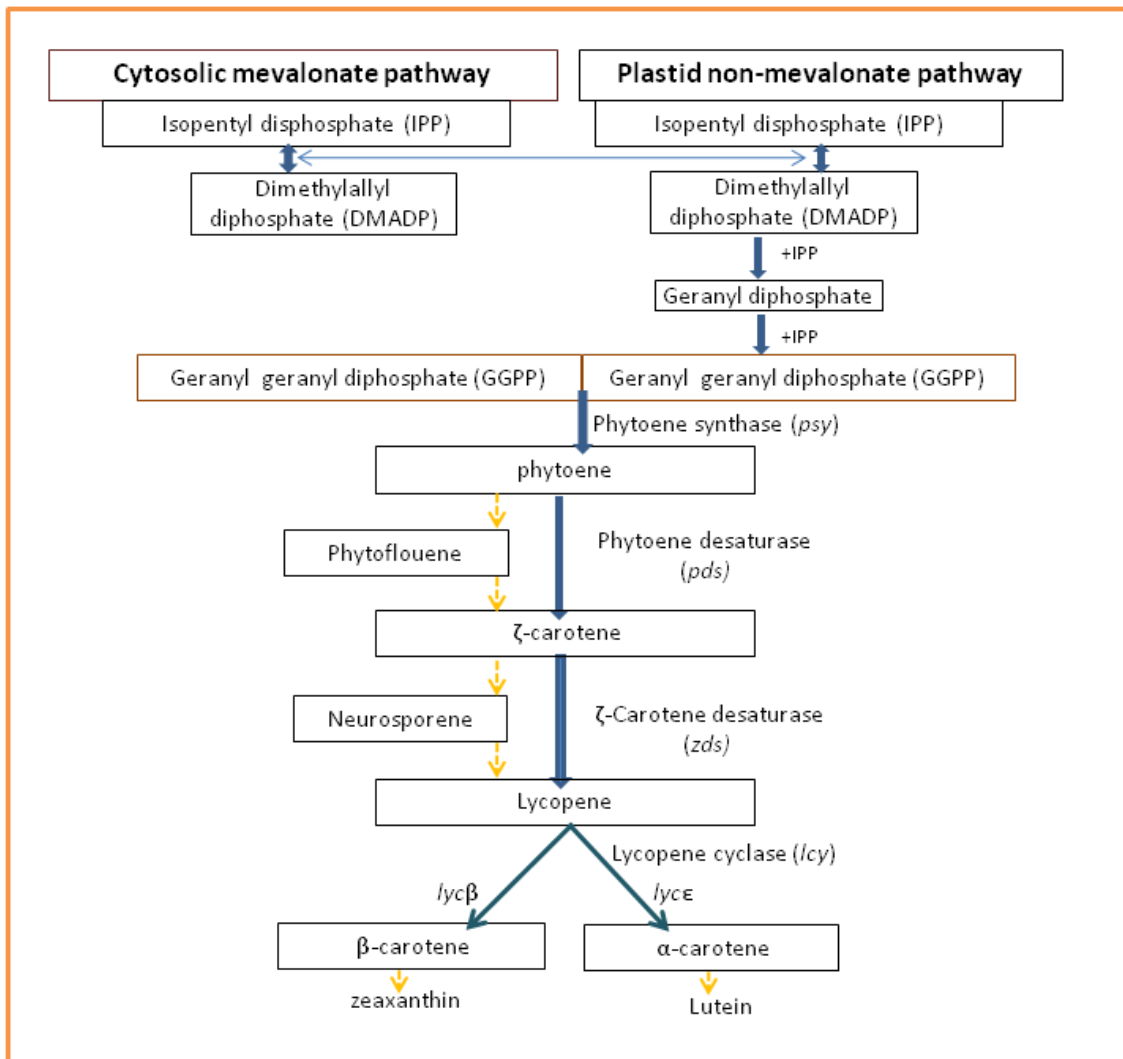 Cytosolic mevalonate pathway
Plastid non-mevalonate pathway
Isopentyl disphosphate (IPP)
Isopentyl disphosphate (IPP)
Dimethylallyl
diphosphate (DMADP)
Dimethylallyl
diphosphate (DMADP)
+IPP
Geranyl diphosphate
+IPP
Geranyl geranyl diphosphate (GGPP)
Geranyl geranyl diphosphate (GGPP)
Phytoene synthase (psy)
phytoene
Phytoflouene
Phytoene desaturase
(pds)
ζ-carotene
Neurosporene
ζ-Carotene desaturase
(zds)
Lycopene
Lycopene cyclase (lcy)
lycβ
lycε
β-carotene
α-carotene
zeaxanthin
Lutein